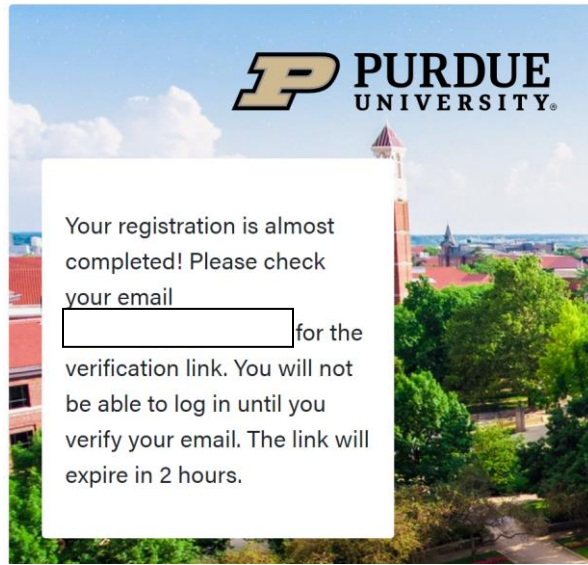 PURDUE
UNIVERSITY®
Your registration is almost
completed! Please check
your email
for the
verification link. You will not
be able to log in until you
verify your email. The link will
expire in 2 hours.